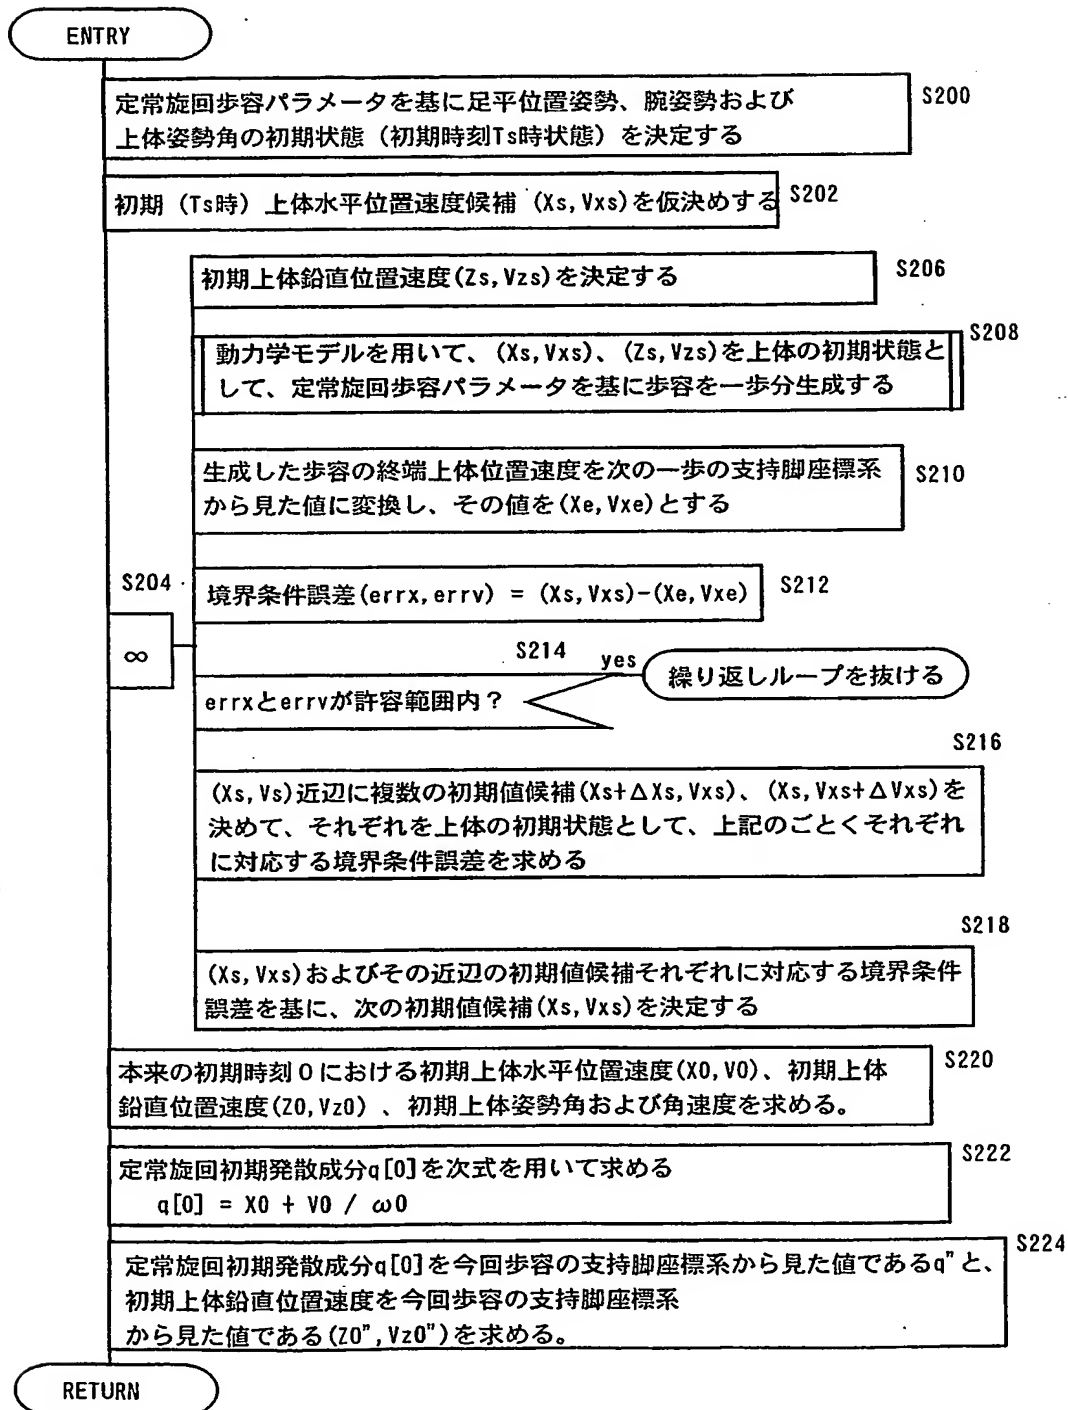 ENTRY
定常旋回歩容パラメータを基に足平位置姿勢、腕姿勢および
上体姿勢角の初期状態（初期時刻Ts時状態）を決定する
S200
初期（Ts時）上体水平位置速度候補（Xs,Vxs)を仮決めする
S202
初期上体鉛直位置速度(Zs,Vzs)を決定する
S206
動力学モデルを用いて、(Xs,Vxs)、(Zs,Vzs)を上体の初期状態と
して、定常旋回歩容パラメータを基に歩容を一歩分生成する
S208
生成した歩容の終端上体位置速度を次の一歩の支持脚座標系
から見た値に変換し、その値を(Xe,Vxe)とする
S210
S204
∞
境界条件誤差(errx,errv) = (Xs,Vxs)-(Xe,Vxe)
S212
S214
errxとerrvが許容範囲内？
yes
繰り返しループを抜ける
S216
(Xs,Vs)近辺に複数の初期値候補(Xs+ΔXs,Vxs)、(Xs,Vxs+ΔVxs)を
決めて、それぞれを上体の初期状態として、上記のごとくそれぞれ
に対応する境界条件誤差を求める
S218
(Xs,Vxs)およびその近辺の初期値候補それぞれに対応する境界条件
誤差を基に、次の初期値候補(Xs,Vxs)を決定する
本来の初期時刻０における初期上体水平位置速度(X0,V0)、初期上体
鉛直位置速度(Z0,Vz0) 、初期上体姿勢角および角速度を求める。
S220
定常旋回初期発散成分q[0]を次式を用いて求める
q[0] = X0 + V0 / ω0
S222
定常旋回初期発散成分q[0]を今回歩容の支持脚座標系から見た値であるq"と、
初期上体鉛直位置速度を今回歩容の支持脚座標系
から見た値である(Z0",Vz0")を求める。
S224
RETURN